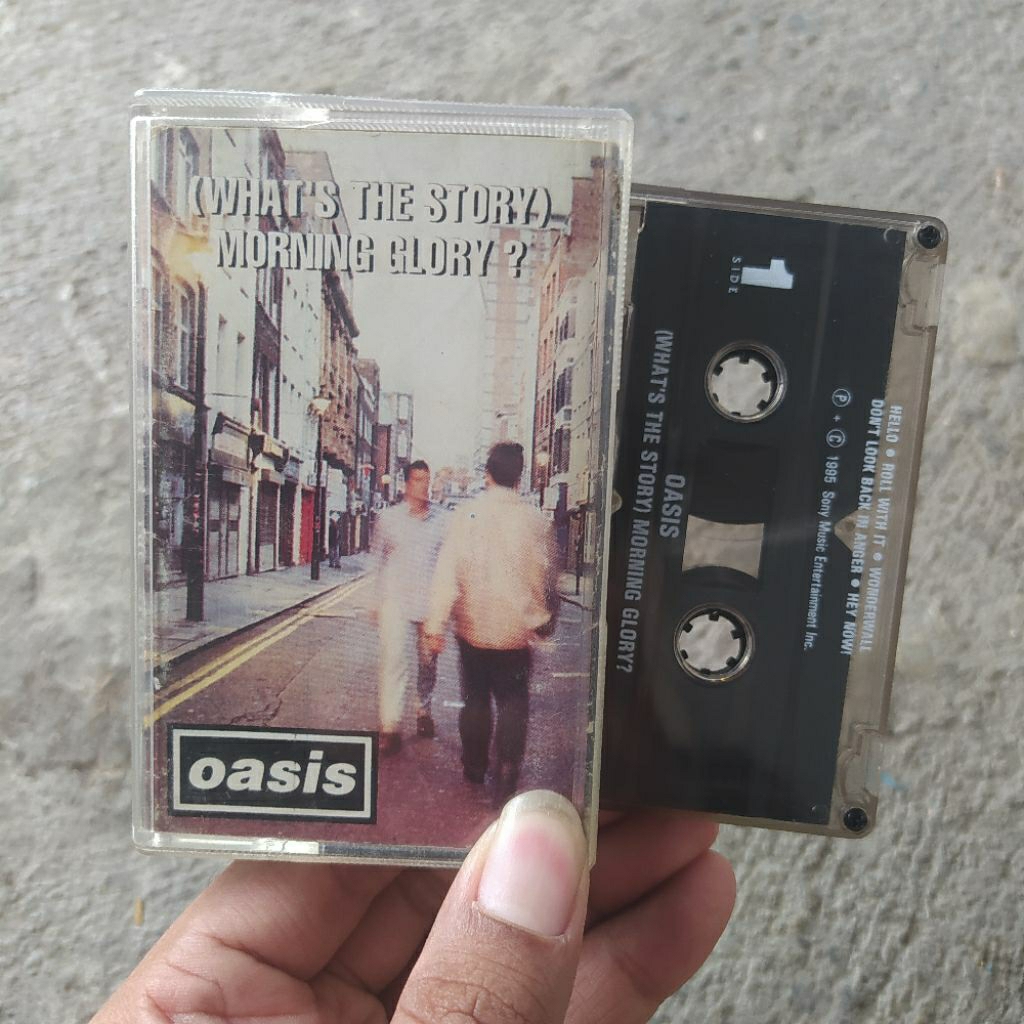 (WHAT'S THE STORY)
MORNING GLORY ?
oasis
SIDE 1
OASIS
(WHAT'S THE STORY) MORNING GLORY?
HELLO • ROLL WITH IT • WONDERWALL
DON'T LOOK BACK IN ANGER • HEY NOW!
Ⓟ + © 1995 Sony Music Entertainment Inc.